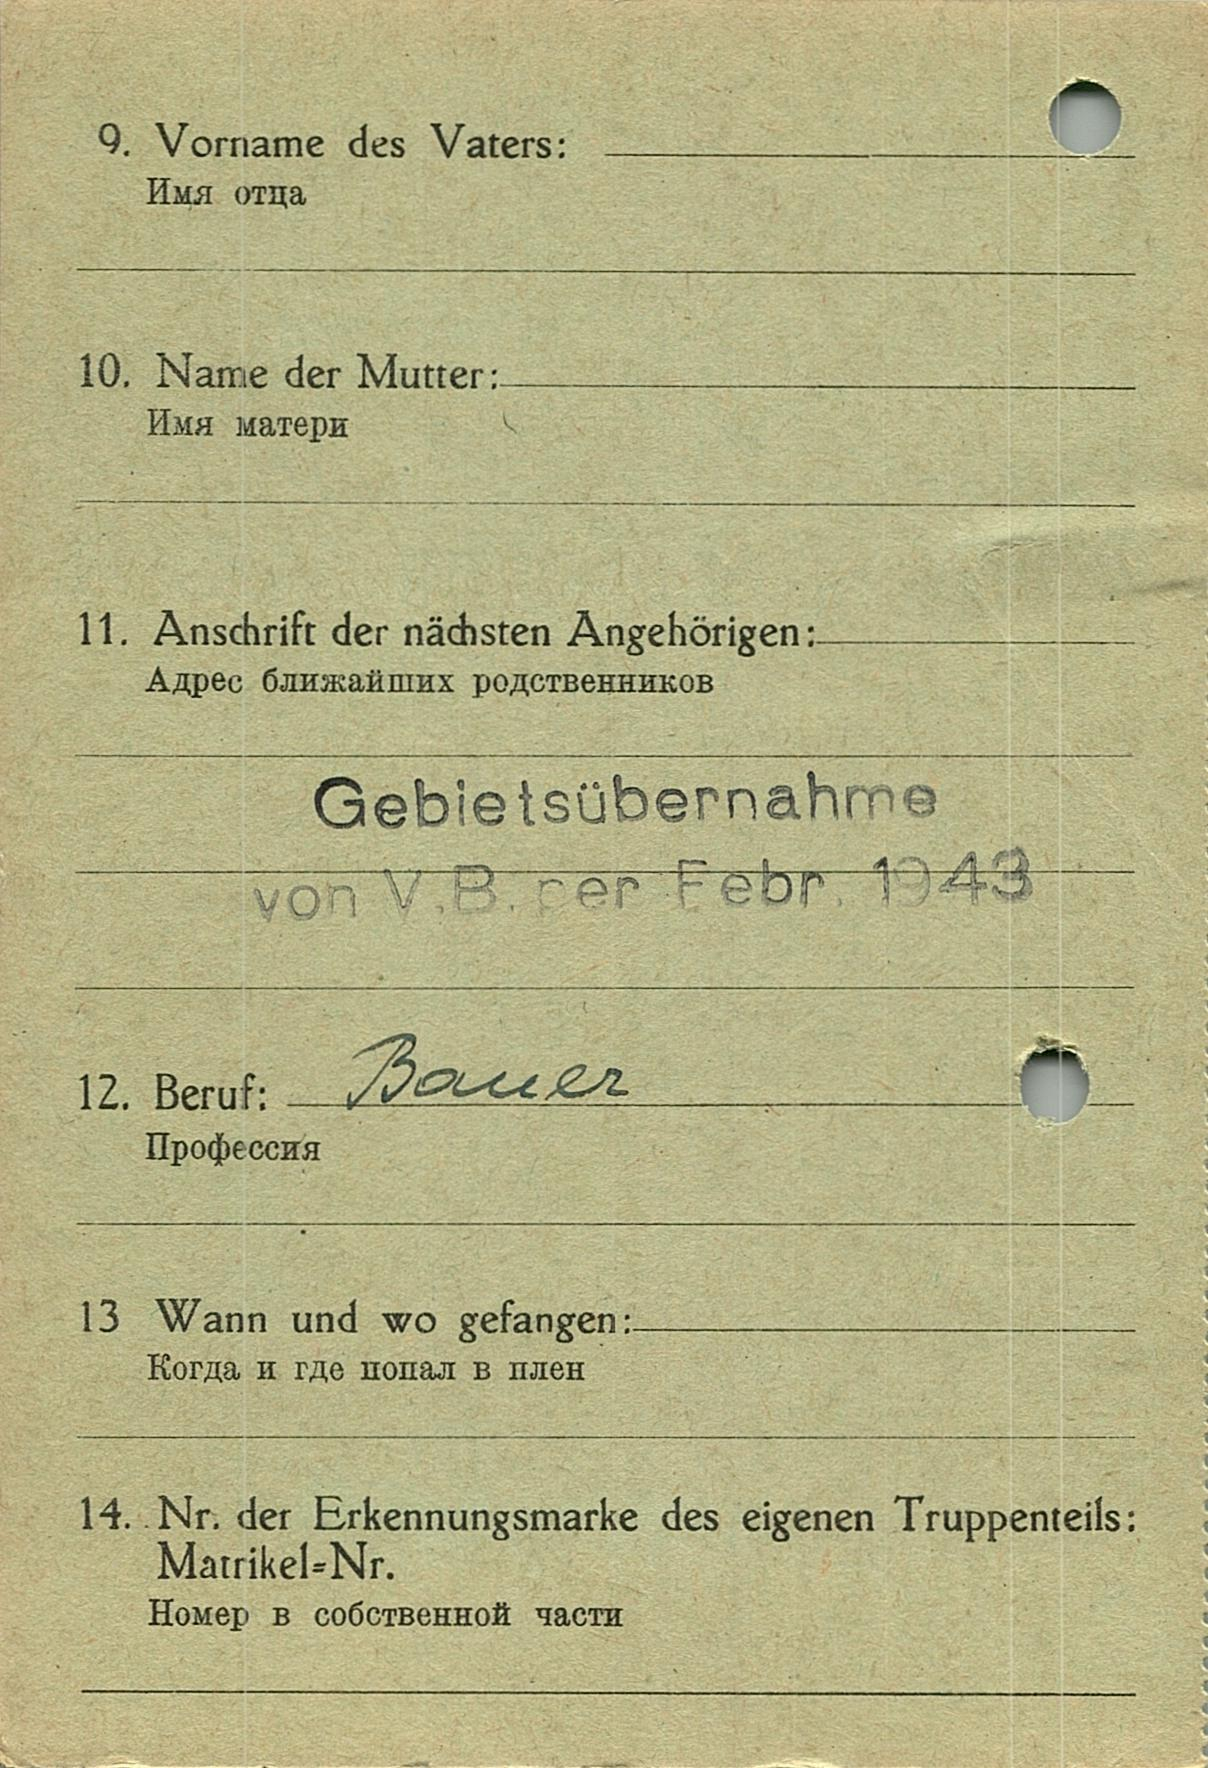 9. Vorname des Vaters:
Имя отца
10. Name der Mutter:
Имя матери
11. Anschrift der nächsten Angehörigen:
Адрес ближайших родственников
Gebietsübernahme
von V.B. per Febr. 1943
12. Beruf: Bauer
Профессия
13 Wann und wo gefangen:
Когда и где попал в плен
14. Nr. der Erkennungsmarke des eigenen Truppenteils:
Matrikel=Nr.
Номер в собственной части